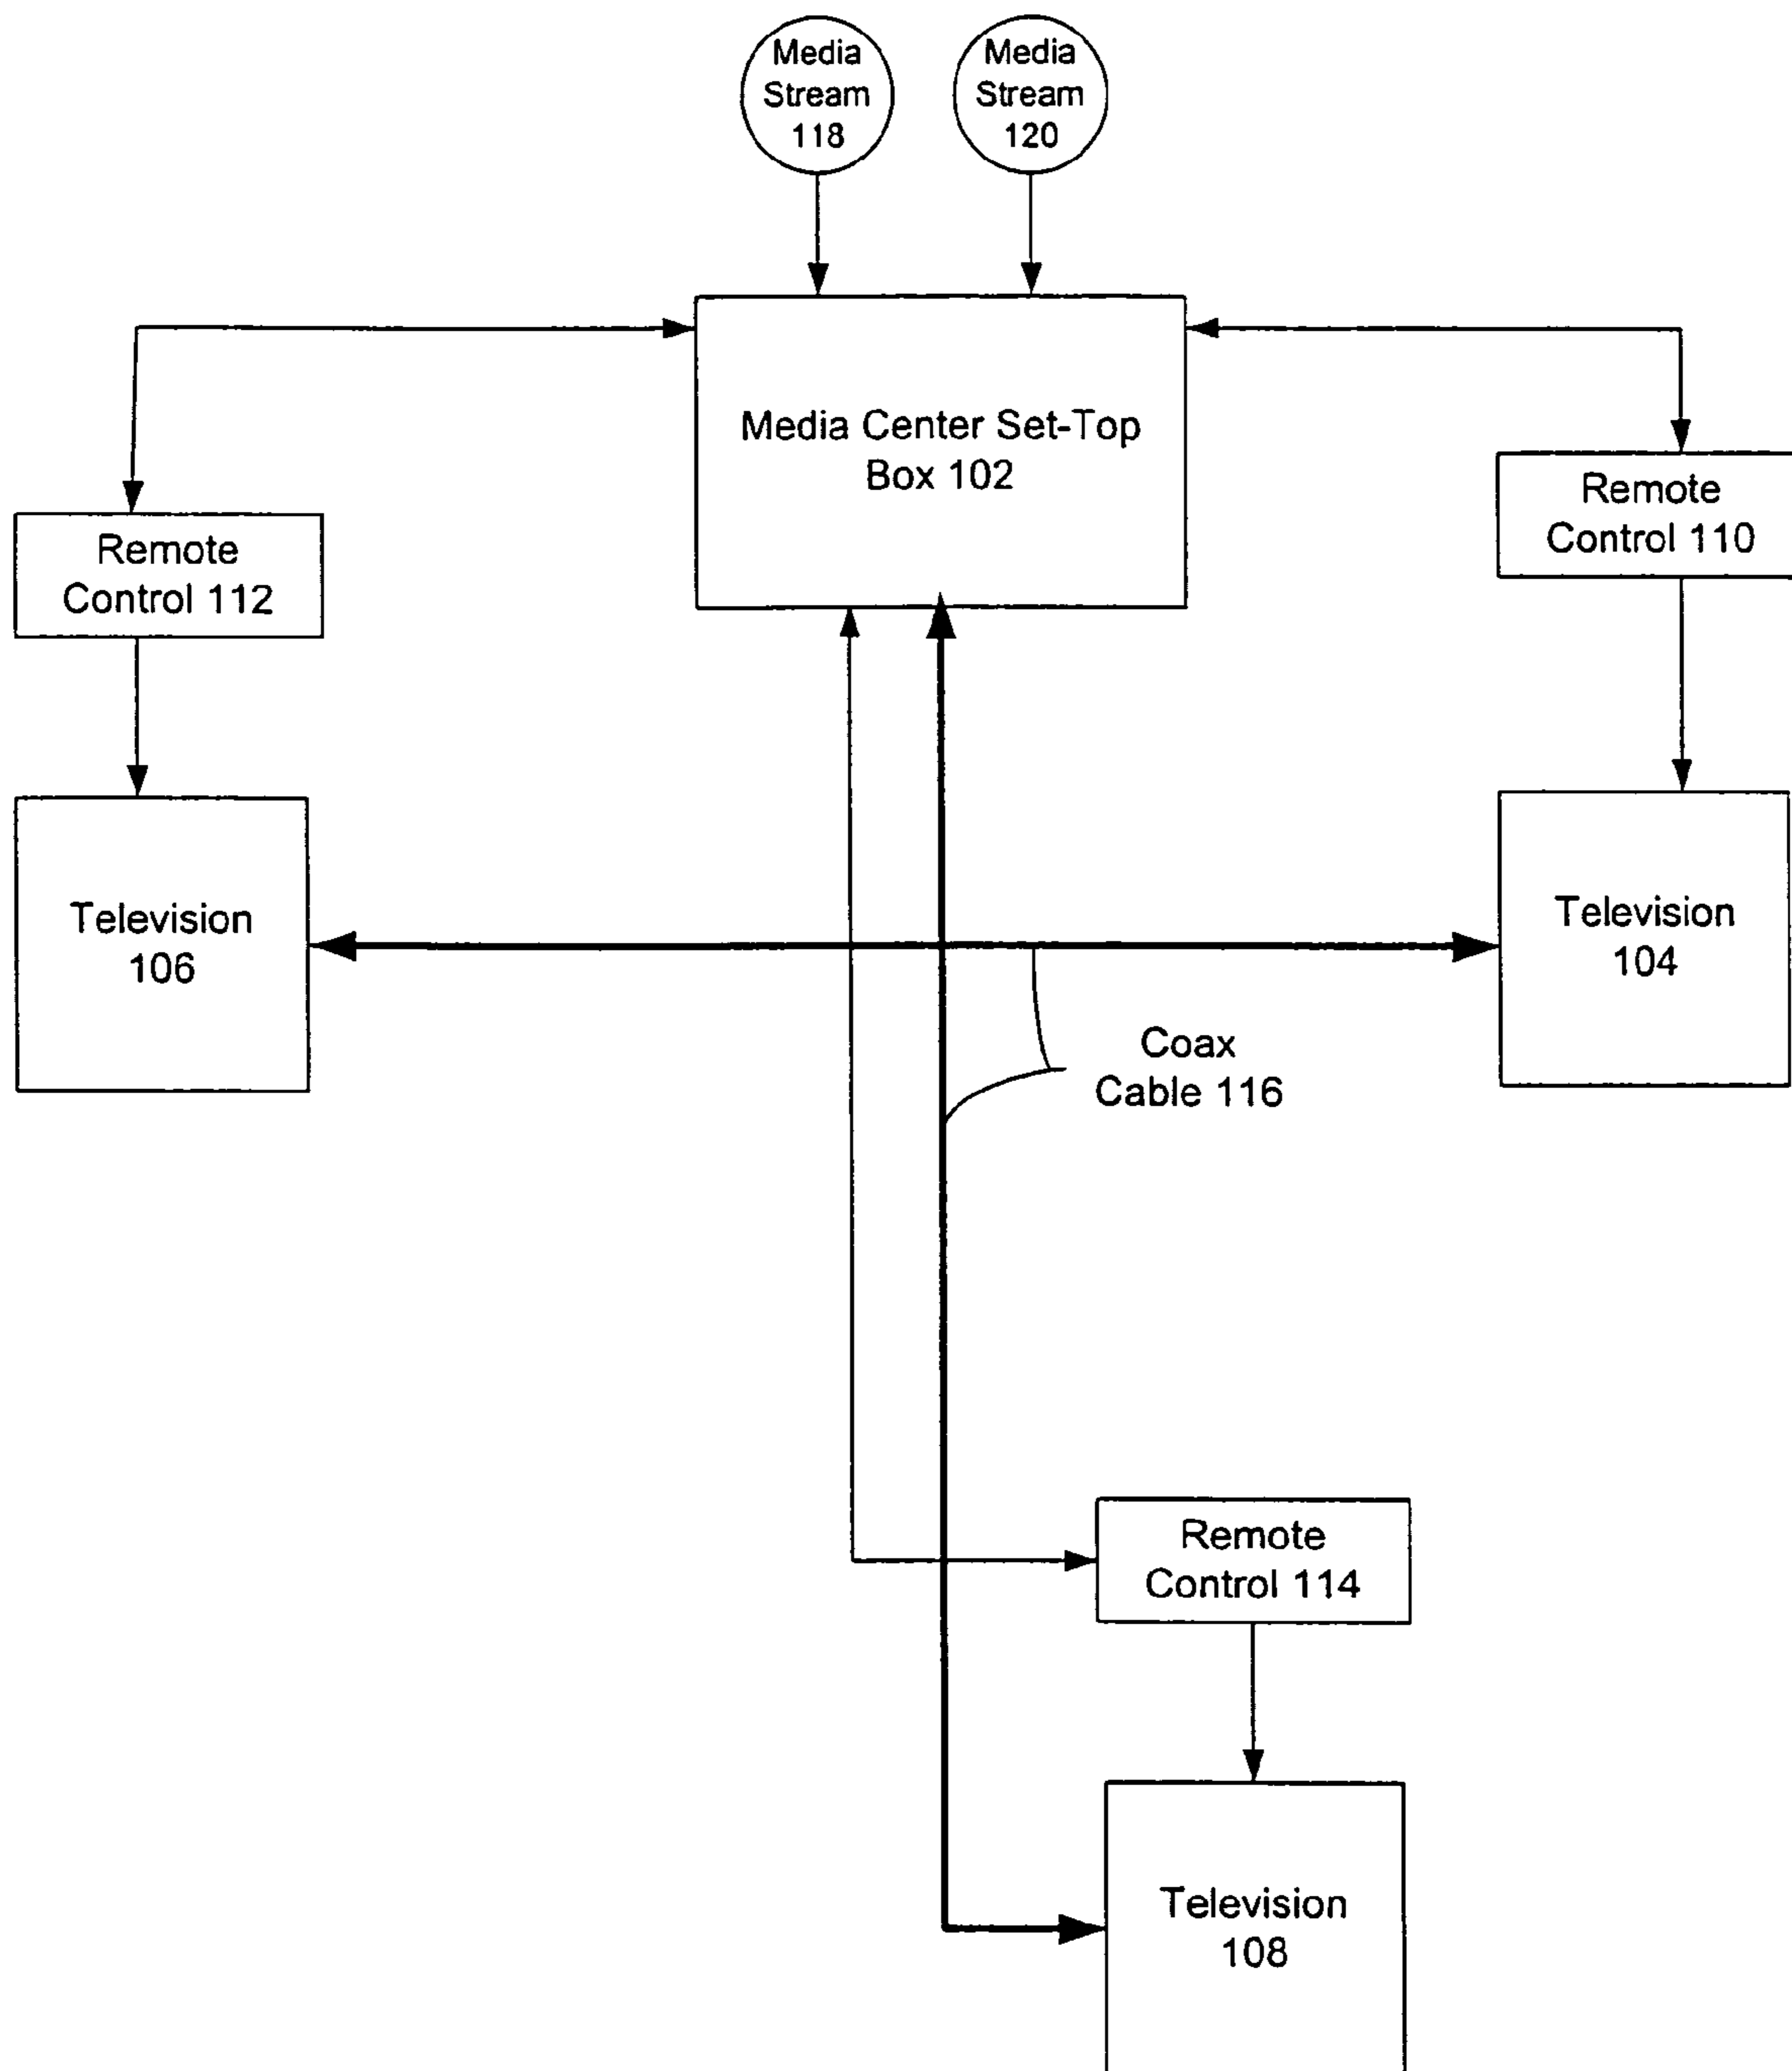 Media
Stream
118
Media
Stream
120
Media Center Set-Top
Box 102
Remote
Control 110
Remote
Control 112
Television
106
Television
104
Coax
Cable 116
Remote
Control 114
Television
108